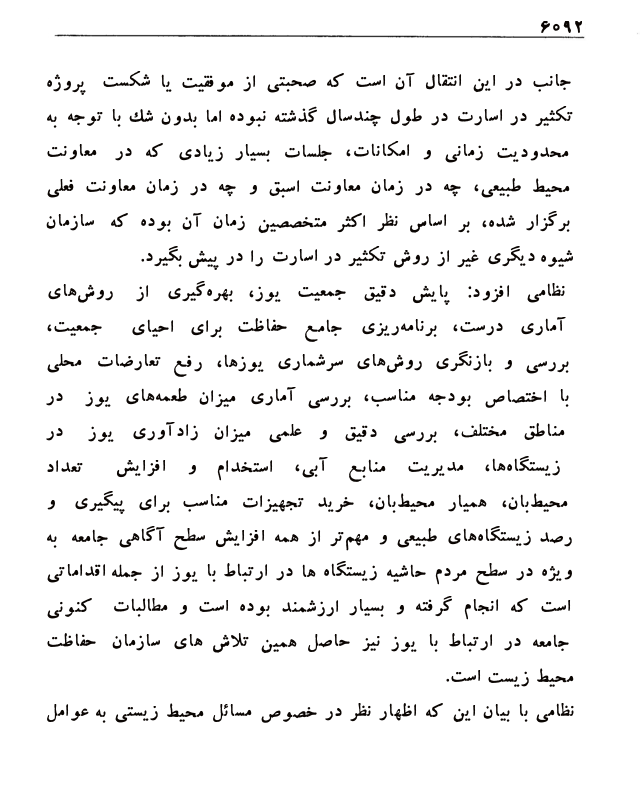 ۶۰۹۲
جانب در این انتقال آن است که صحبتی از موفقیت یا شکست پروژه
تکثیر در اسارت در طول چندسال گذشته نبوده اما بدون شك با توجه به
محدودیت زمانی و امکانات، جلسات بسیار زیادی که در معاونت
محیط طبیعی، چه در زمان معاونت اسبق و چه در زمان معاونت فعلی
برگزار شده، بر اساس نظر اکثر متخصصین زمان آن بوده که سازمان
شیوه دیگری غیر از روش تکثیر در اسارت را در پیش بگیرد.
نظامی افزود: پایش دقیق جمعیت یوز، بهره‌گیری از روش‌های
آماری درست، برنامه‌ریزی جامع حفاظت برای احیای جمعیت،
بررسی و بازنگری روش‌های سرشماری یوزها، رفع تعارضات محلی
با اختصاص بودجه مناسب، بررسی آماری میزان طعمه‌های یوز در
مناطق مختلف، بررسی دقیق و علمی میزان زادآوری یوز در
زیستگاه‌ها، مدیریت منابع آبی، استخدام و افزایش تعداد
محیط‌بان، همیار محیط‌بان، خرید تجهیزات مناسب برای پیگیری و
رصد زیستگاه‌های طبیعی و مهم‌تر از همه افزایش سطح آگاهی جامعه به
ویژه در سطح مردم حاشیه زیستگاه ها در ارتباط با یوز از جمله اقداماتی
است که انجام گرفته و بسیار ارزشمند بوده است و مطالبات کنونی
جامعه در ارتباط با یوز نیز حاصل همین تلاش های سازمان حفاظت
محیط زیست است.
نظامی با بیان این که اظهار نظر در خصوص مسائل محیط زیستی به عوامل